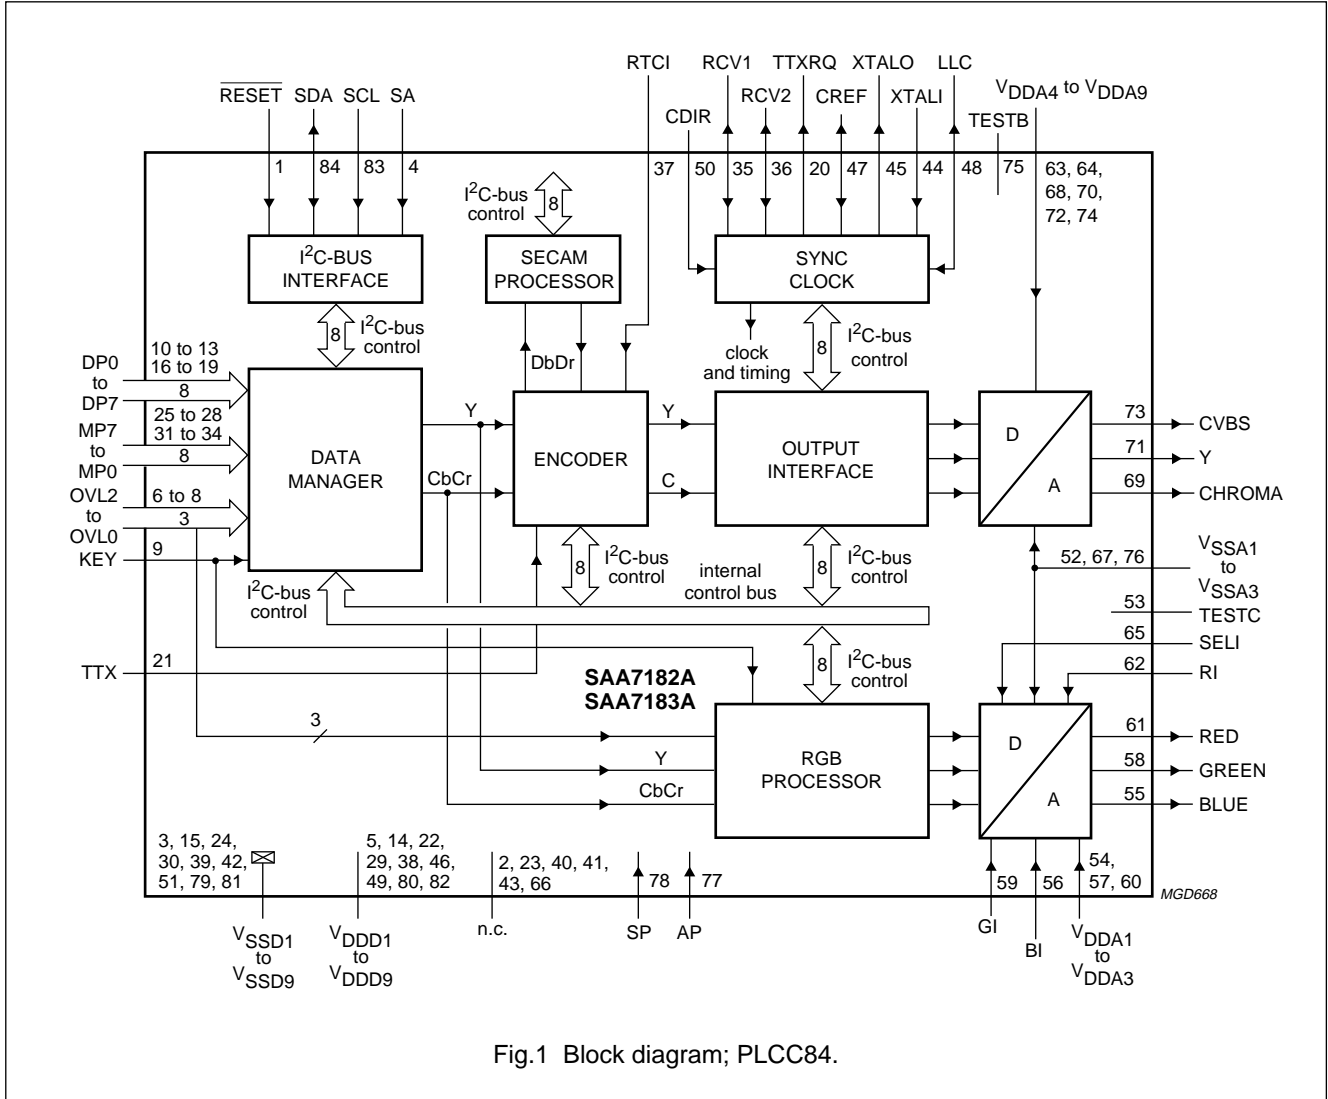 RTCI RCV1 TTXRQ XTALO LLC
RESET SDA SCL SA
RCV2 CREF XTALI
VDDA4 to VDDA9
CDIR
TESTB
1 84 83 4
37 50 35 36 20 47 45 44 48 75
63, 64,
68, 70,
72, 74
I2C-bus
control
8
I2C-BUS
INTERFACE
SECAM
PROCESSOR
SYNC
CLOCK
8
I2C-bus
control
DbDr
clock
and timing
8
I2C-bus
control
DP0
to
DP7
10 to 13
16 to 19
8
MP7
to
MP0
25 to 28
31 to 34
8
OVL2
to
OVL0
6 to 8
3
KEY
9
DATA
MANAGER
Y
CbCr
ENCODER
Y
C
OUTPUT
INTERFACE
D
A
73
CVBS
71
Y
69
CHROMA
52, 67, 76
VSSA1
to
VSSA3
I2C-bus
control
8
I2C-bus
control
internal
control bus
8
I2C-bus
control
53
TESTC
65
SELI
62
RI
TTX
21
SAA7182A
SAA7183A
8
I2C-bus
control
3
Y
CbCr
RGB
PROCESSOR
D
A
61
RED
58
GREEN
55
BLUE
3, 15, 24,
30, 39, 42,
51, 79, 81
5, 14, 22,
29, 38, 46,
49, 80, 82
2, 23, 40, 41,
43, 66
78
77
59
56
54,
57, 60
MGD668
VSSD1
to
VSSD9
VDDD1
to
VDDD9
n.c.
SP
AP
GI
BI
VDDA1
to
VDDA3
Fig.1 Block diagram; PLCC84.